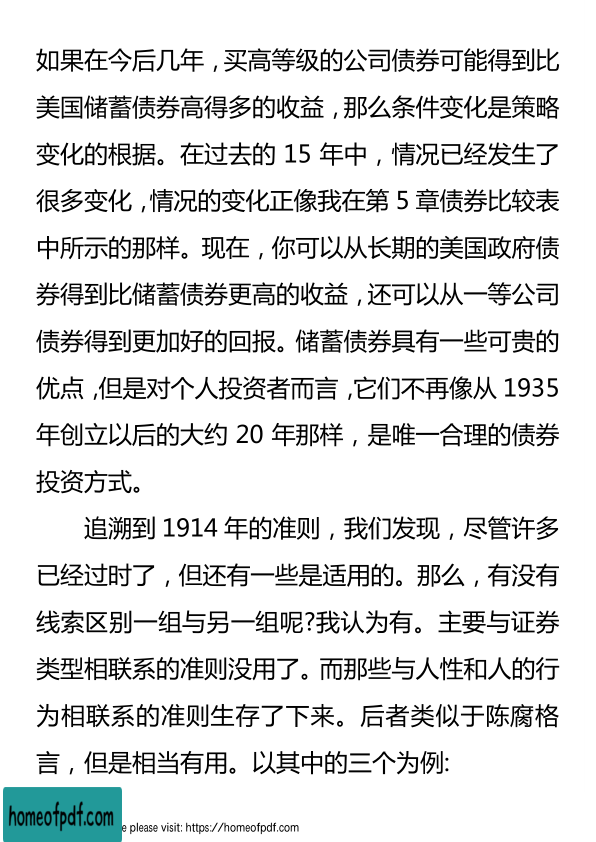 如果在今后几年，买高等级的公司债券可能得到比
美国储蓄债券高得多的收益，那么条件变化是策略
变化的根据。在过去的 15 年中，情况已经发生了
很多变化，情况的变化正像我在第 5 章债券比较表
中所示的那样。现在，你可以从长期的美国政府债
券得到比储蓄债券更高的收益，还可以从一等公司
债券得到更加好的回报。储蓄债券具有一些可贵的
优点，但是对个人投资者而言，它们不再像从 1935
年创立以后的大约 20 年那样，是唯一合理的债券
投资方式。
追溯到 1914 年的准则，我们发现，尽管许多
已经过时了，但还有一些是适用的。那么，有没有
线索区别一组与另一组呢?我认为有。主要与证券
类型相联系的准则没用了。而那些与人性和人的行
为相联系的准则生存了下来。后者类似于陈腐格
言，但是相当有用。以其中的三个为例:
homeofpdf.com
please visit: https://homeofpdf.com